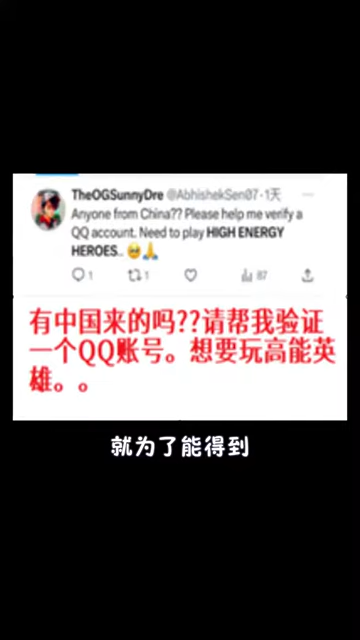 TheOGSunnyDre @AbhishekSen07·1天
Anyone from China?? Please help me verify a
QQ account. Need to play HIGH ENERGY
HEROES.. 🥹🙏
1 1 87
有中国来的吗??请帮我验证
一个QQ账号。想要玩高能英
雄。。
就为了能得到